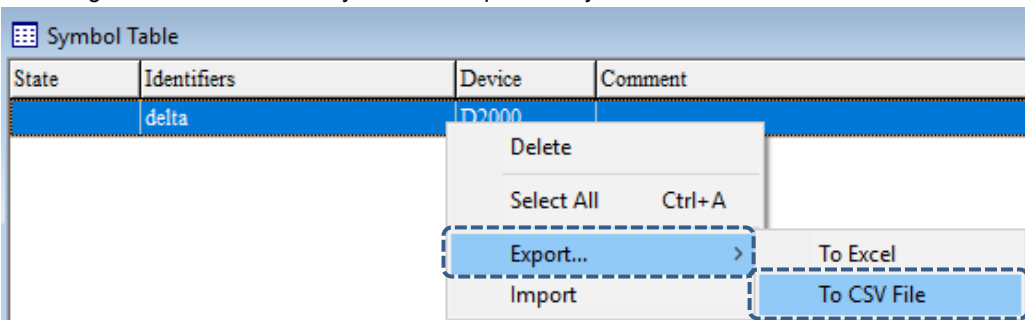 Symbol Table
State Identifiers Device Comment
delta D2000
Delete
Select All Ctrl+A
Export... > To Excel
Import To CSV File